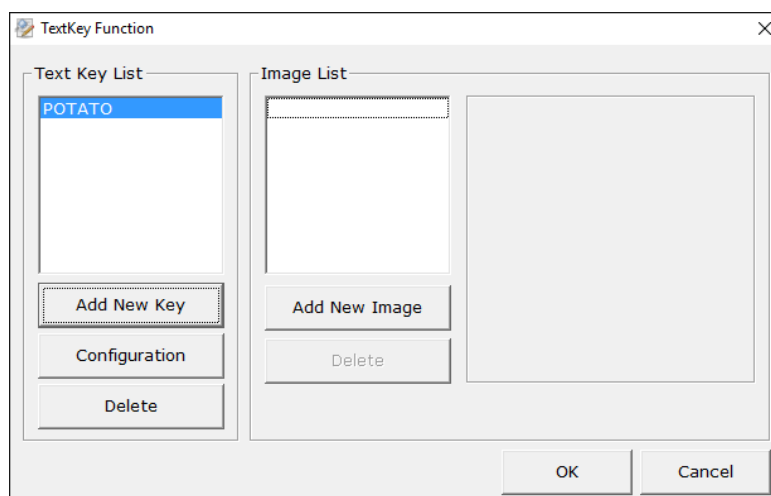 TextKey Function
Text Key List
POTATO
Add New Key
Configuration
Delete
Image List
Add New Image
Delete
OK
Cancel